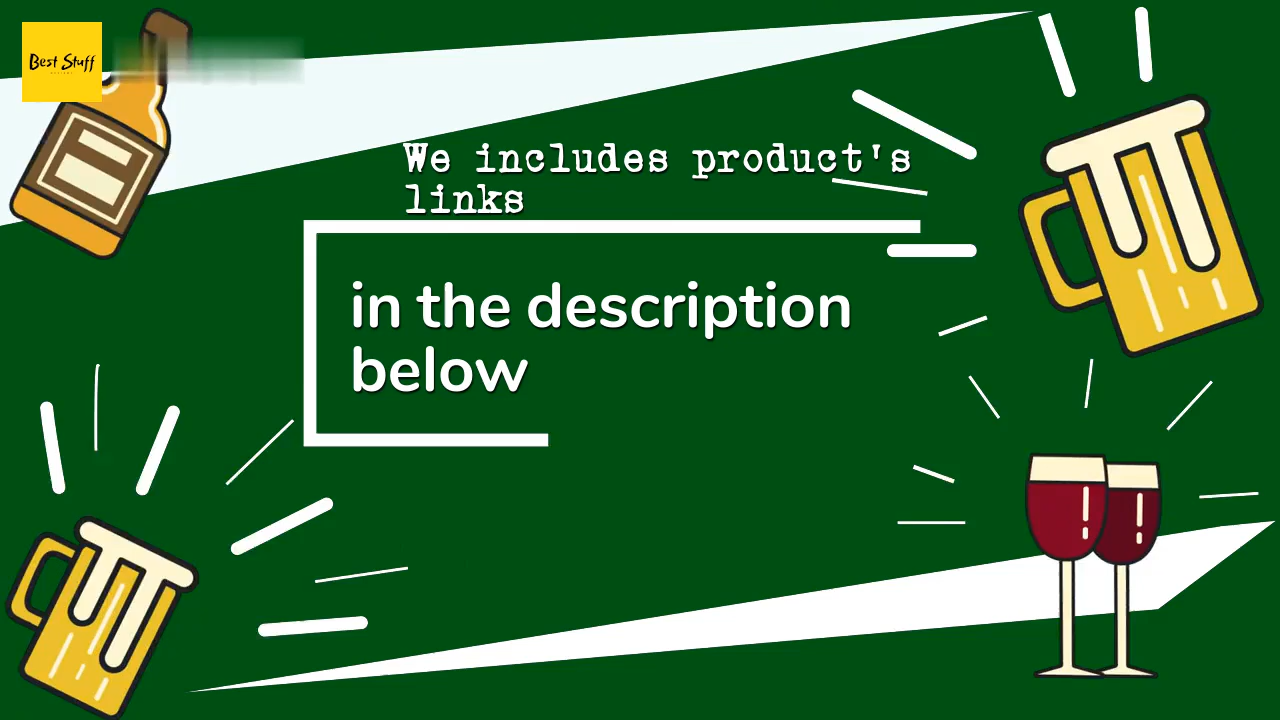 Best Stuff
We includes product's
links
in the description
below